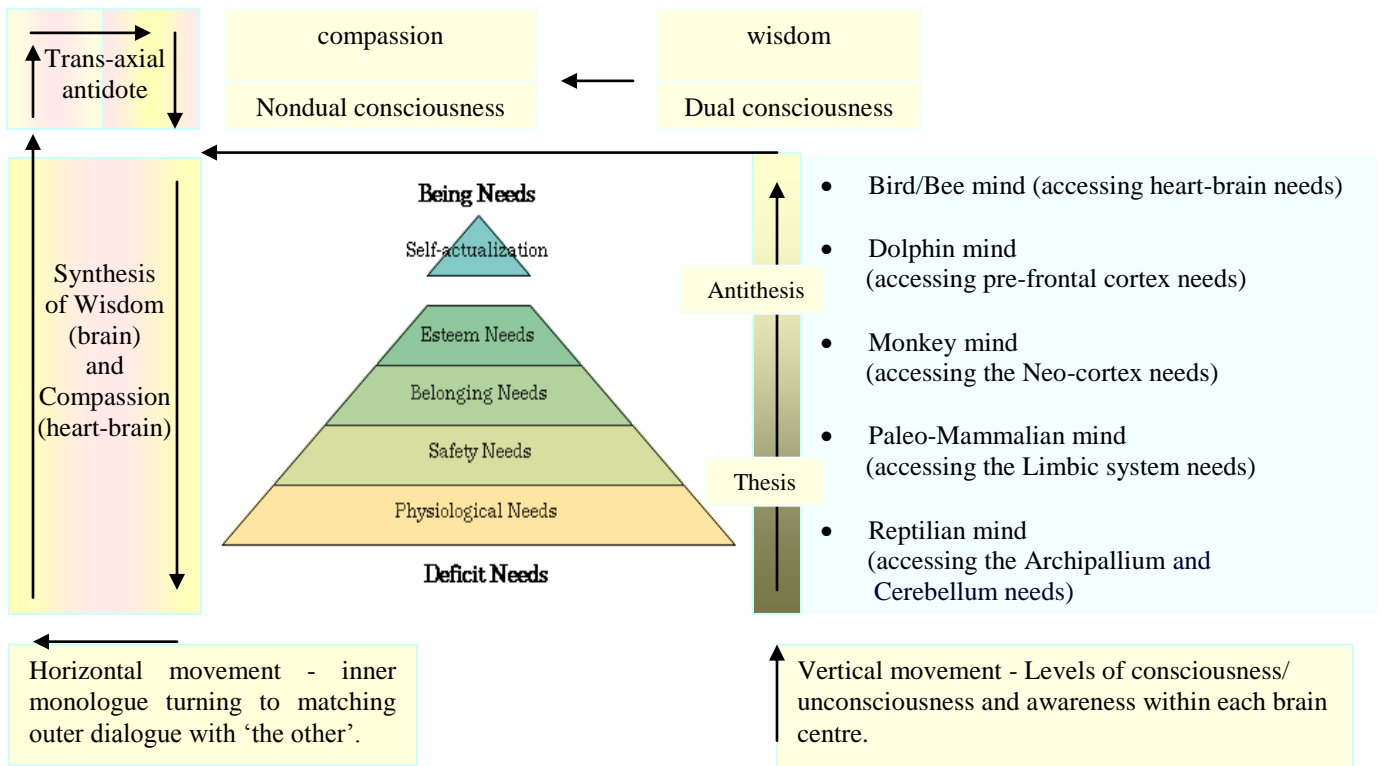 Trans-axial
antidote
compassion
Nondual consciousness
wisdom
Dual consciousness
Synthesis
of Wisdom
(brain)
and
Compassion
(heart-brain)
Being Needs
Self-actualization
Esteem Needs
Belonging Needs
Safety Needs
Physiological Needs
Deficit Needs
Antithesis
Thesis
• Bird/Bee mind (accessing heart-brain needs)
• Dolphin mind
(accessing pre-frontal cortex needs)
• Monkey mind
(accessing the Neo-cortex needs)
• Paleo-Mammalian mind
(accessing the Limbic system needs)
• Reptilian mind
(accessing the Archipallium and
Cerebellum needs)
Horizontal movement - inner
monologue turning to matching
outer dialogue with ‘the other’.
Vertical movement - Levels of consciousness/
unconsciousness and awareness within each brain
centre.